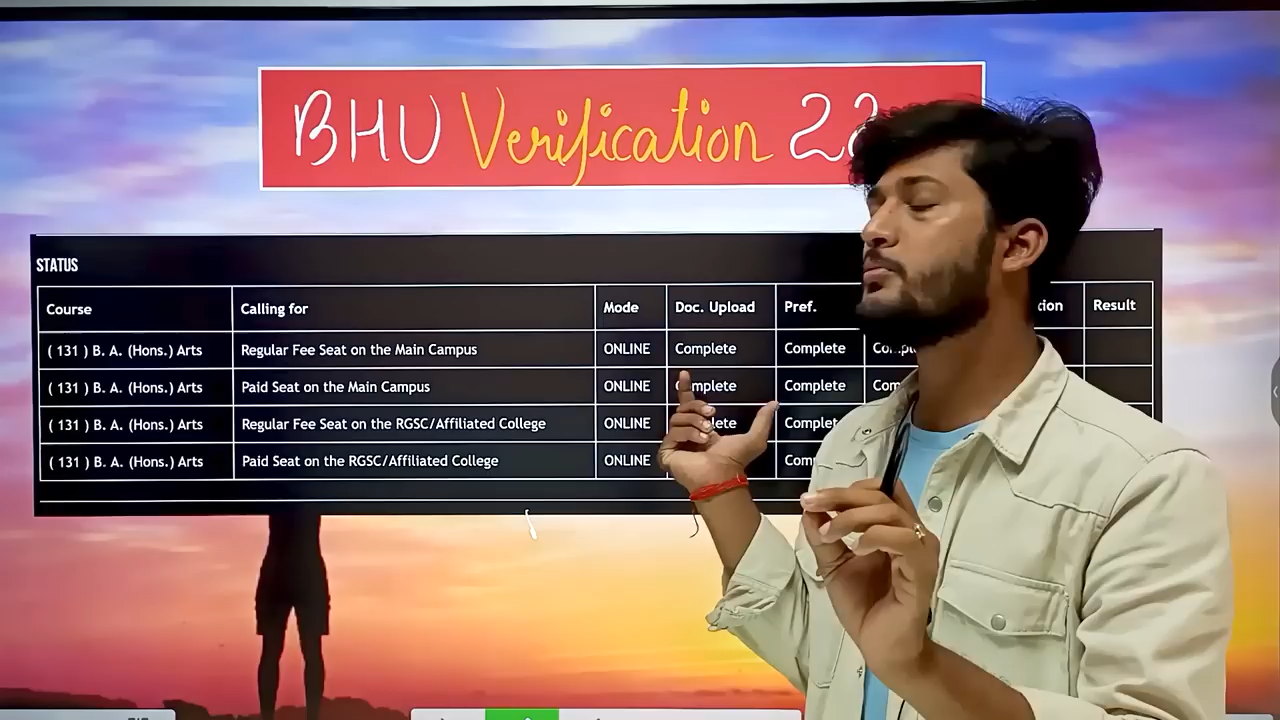 BHU Verification
STATUS
Course Calling for Mode Doc. Upload Pref. Result
( 131 ) B. A. (Hons.) Arts Regular Fee Seat on the Main Campus ONLINE Complete Complete
( 131 ) B. A. (Hons.) Arts Paid Seat on the Main Campus ONLINE Complete
( 131 ) B. A. (Hons.) Arts Regular Fee Seat on the RGSC/Affiliated College ONLINE
( 131 ) B. A. (Hons.) Arts Paid Seat on the RGSC/Affiliated College ONLINE